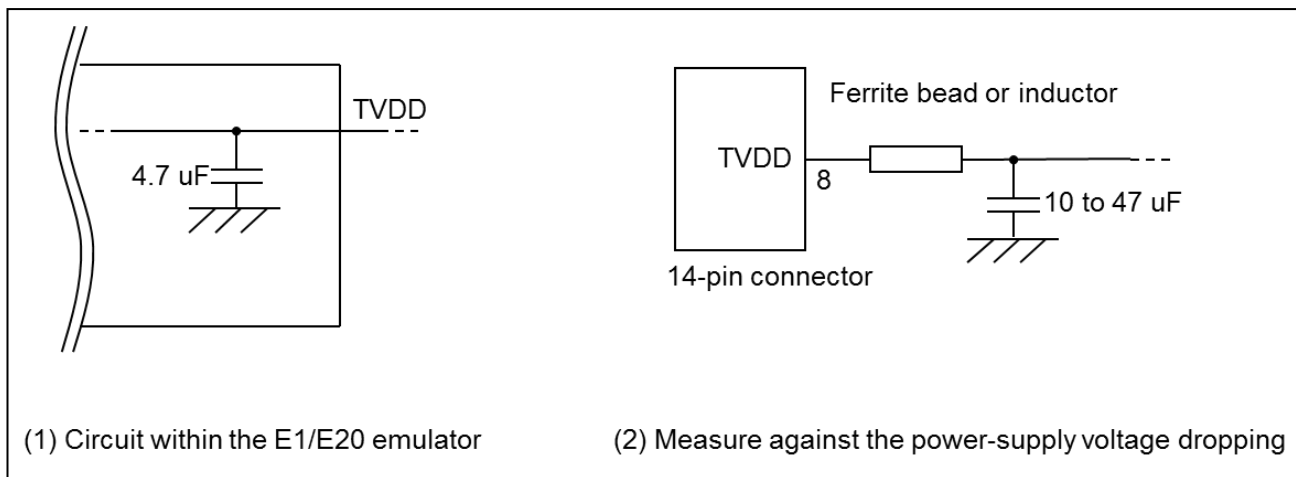 TVDD
4.7 uF
(1) Circuit within the E1/E20 emulator
Ferrite bead or inductor
TVDD
8
10 to 47 uF
14-pin connector
(2) Measure against the power-supply voltage dropping